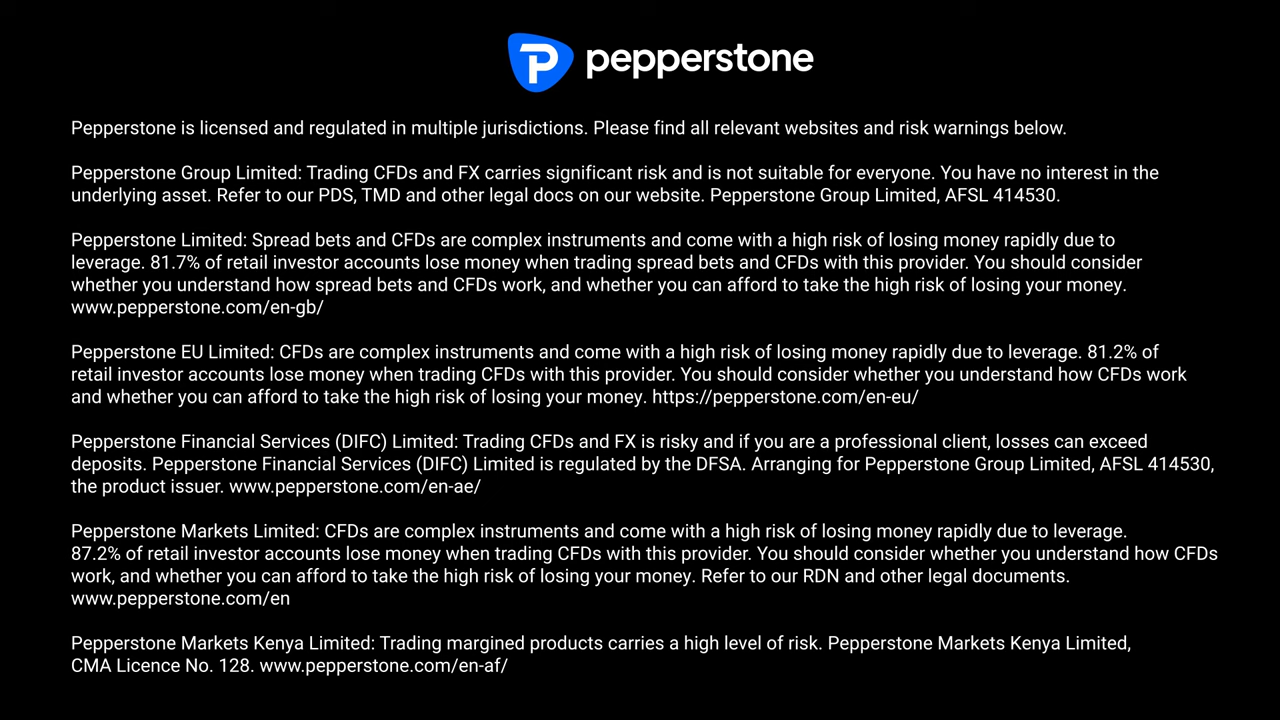 pepperstone
Pepperstone is licensed and regulated in multiple jurisdictions. Please find all relevant websites and risk warnings below.
Pepperstone Group Limited: Trading CFDs and FX carries significant risk and is not suitable for everyone. You have no interest in the
underlying asset. Refer to our PDS, TMD and other legal docs on our website. Pepperstone Group Limited, AFSL 414530.
Pepperstone Limited: Spread bets and CFDs are complex instruments and come with a high risk of losing money rapidly due to
leverage. 81.7% of retail investor accounts lose money when trading spread bets and CFDs with this provider. You should consider
whether you understand how spread bets and CFDs work, and whether you can afford to take the high risk of losing your money.
www.pepperstone.com/en-gb/
Pepperstone EU Limited: CFDs are complex instruments and come with a high risk of losing money rapidly due to leverage. 81.2% of
retail investor accounts lose money when trading CFDs with this provider. You should consider whether you understand how CFDs work
and whether you can afford to take the high risk of losing your money. https://pepperstone.com/en-eu/
Pepperstone Financial Services (DIFC) Limited: Trading CFDs and FX is risky and if you are a professional client, losses can exceed
deposits. Pepperstone Financial Services (DIFC) Limited is regulated by the DFSA. Arranging for Pepperstone Group Limited, AFSL 414530,
the product issuer. www.pepperstone.com/en-ae/
Pepperstone Markets Limited: CFDs are complex instruments and come with a high risk of losing money rapidly due to leverage.
87.2% of retail investor accounts lose money when trading CFDs with this provider. You should consider whether you understand how CFDs
work, and whether you can afford to take the high risk of losing your money. Refer to our RDN and other legal documents.
www.pepperstone.com/en
Pepperstone Markets Kenya Limited: Trading margined products carries a high level of risk. Pepperstone Markets Kenya Limited,
CMA Licence No. 128. www.pepperstone.com/en-af/